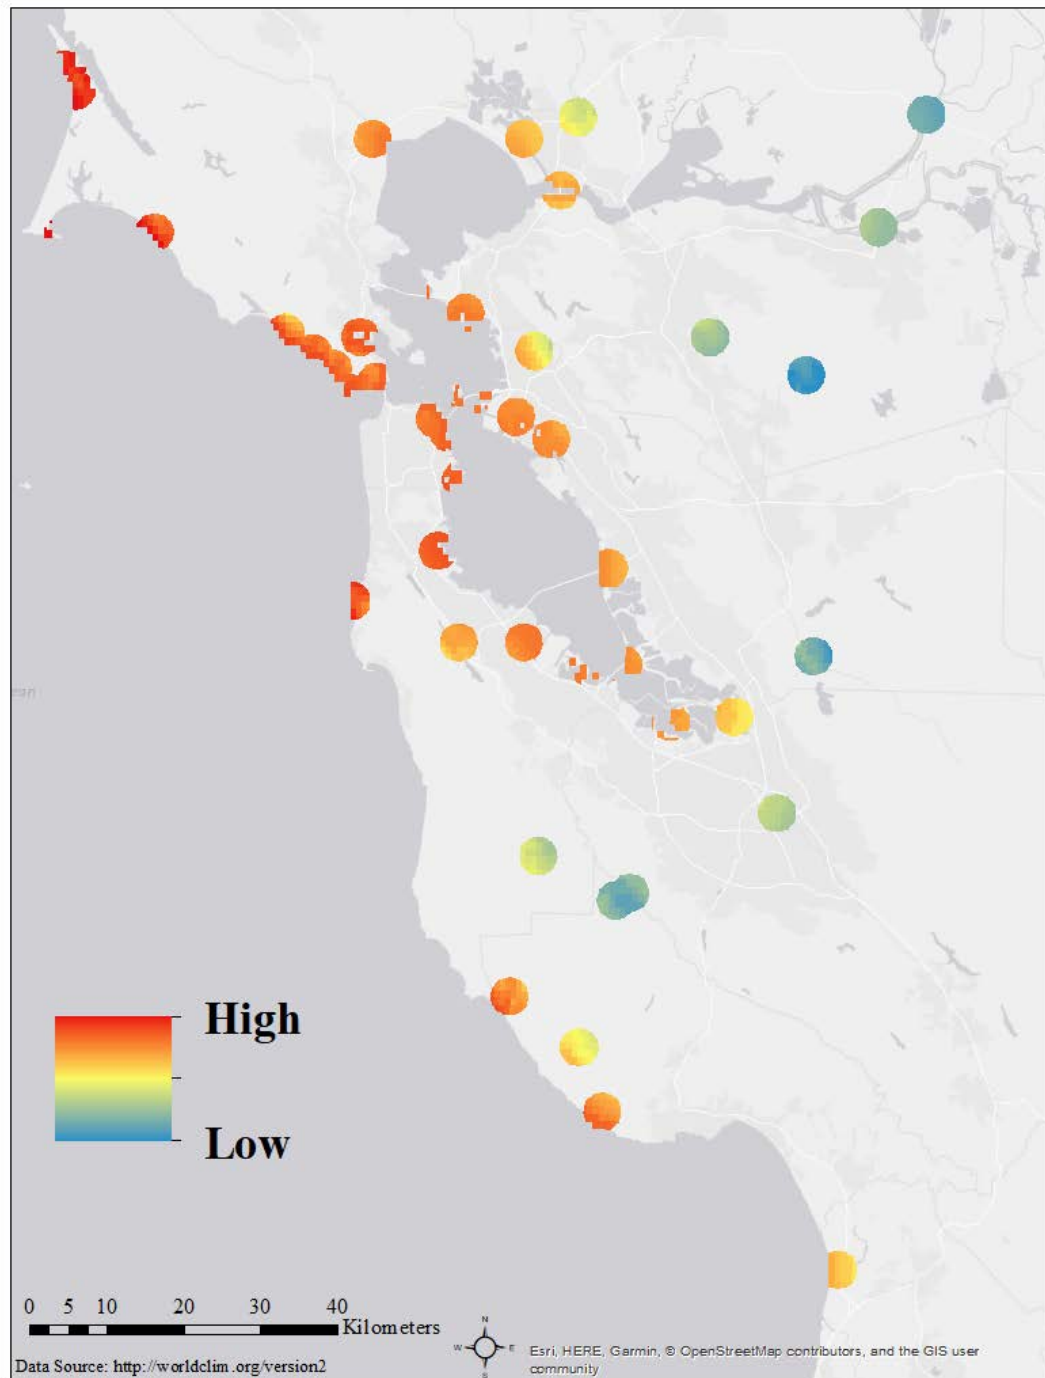 ean
High
Low
0 5 10 20 30 40
Kilometers
N
W E
S
Data Source: http://worldclim.org/version2
Esri, HERE, Garmin, © OpenStreetMap contributors, and the GIS user
community